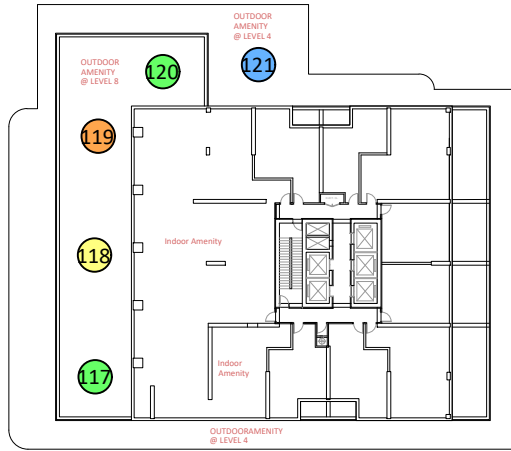 OUTDOOR
AMENITY
@ LEVEL 4
OUTDOOR
AMENITY
@ LEVEL 8
120
121
119
Indoor Amenity
118
Indoor
Amenity
117
OUTDOORAMENITY
@ LEVEL 4